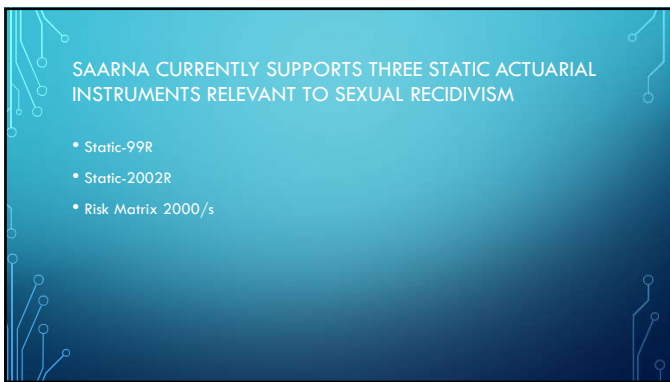 SAARNA CURRENTLY SUPPORTS THREE STATIC ACTUARIAL
INSTRUMENTS RELEVANT TO SEXUAL RECIDIVISM
• Static-99R
• Static-2002R
• Risk Matrix 2000/s